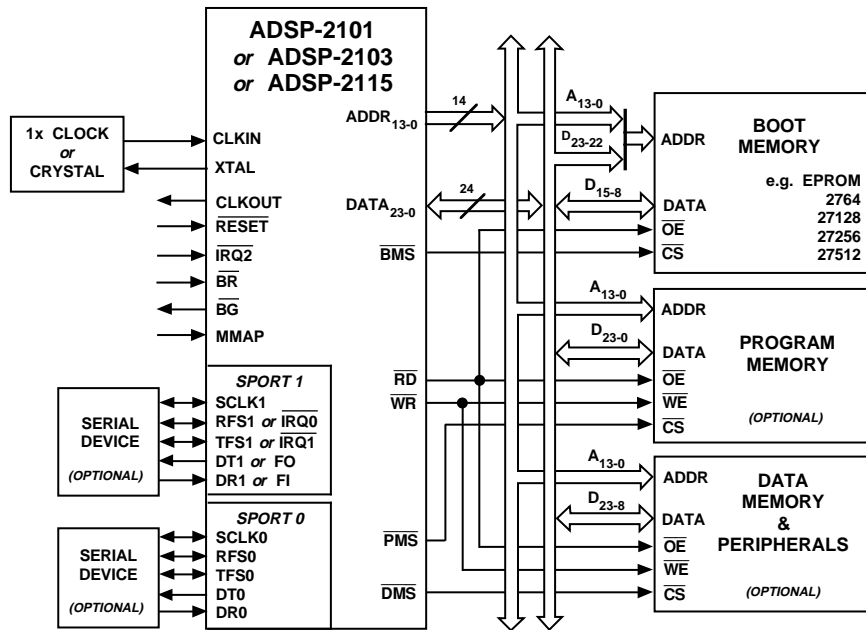 ADSP-2101
or ADSP-2103
or ADSP-2115
1x CLOCK
or
CRYSTAL
CLKIN
XTAL
CLKOUT
RESET
IRQ2
BR
BG
MMAP
SERIAL
DEVICE
(OPTIONAL)
SPORT 1
SCLK1
RFS1 or IRQ0
TFS1 or IRQ1
DT1 or FO
DR1 or FI
SERIAL
DEVICE
(OPTIONAL)
SPORT 0
SCLK0
RFS0
TFS0
DT0
DR0
ADDR13-0
14
DATA23-0
24
BMS
RD
WR
PMS
DMS
A13-0
D23-22
D15-8
ADDR
DATA
OE
CS
BOOT
MEMORY
e.g. EPROM
2764
27128
27256
27512
A13-0
D23-0
ADDR
DATA
OE
WE
CS
PROGRAM
MEMORY
(OPTIONAL)
A13-0
D23-8
ADDR
DATA
OE
WE
CS
DATA
MEMORY
&
PERIPHERALS
(OPTIONAL)